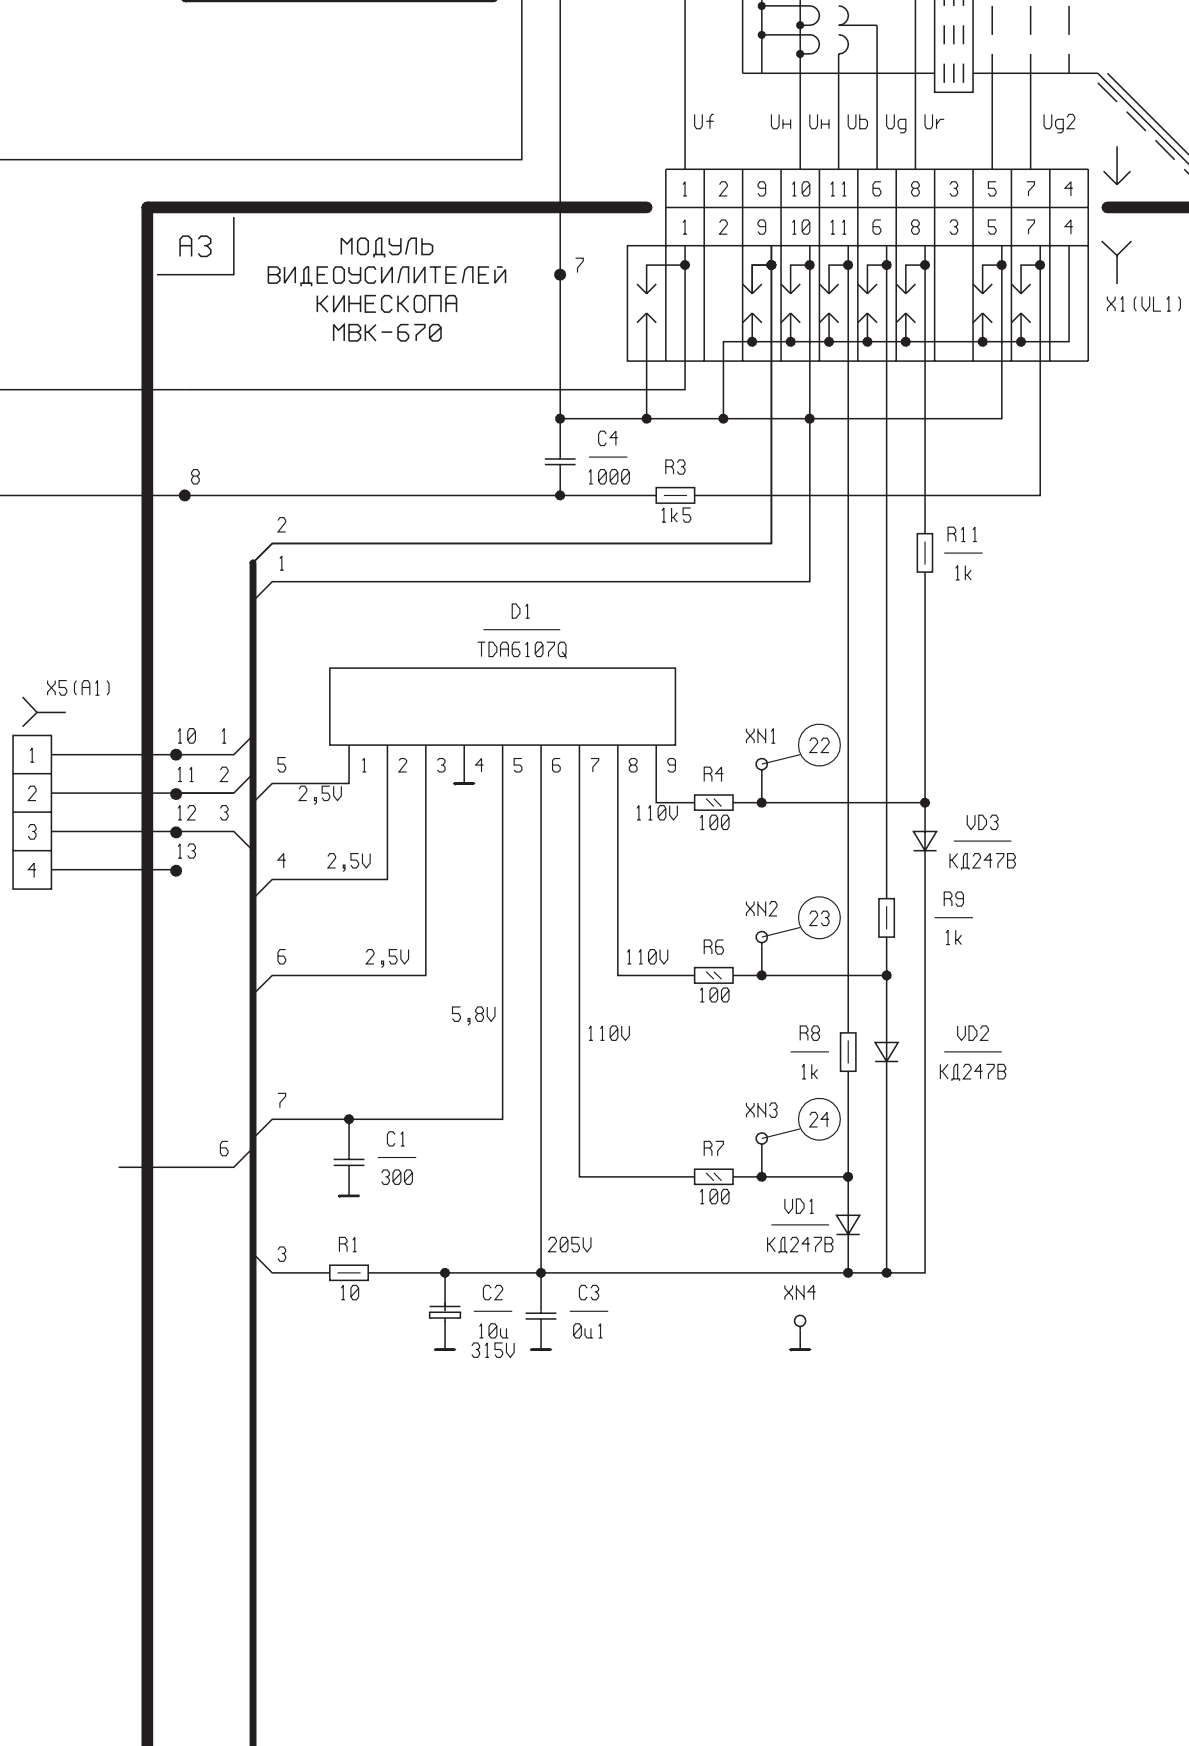 Uf Uн Uн Ub Ug Ur Ug2
1 2 9 10 11 6 8 3 5 7 4
1 2 9 10 11 6 8 3 5 7 4
А3
МОДУЛЬ
ВИДЕОУСИЛИТЕЛЕЙ
КИНЕСКОПА
МВК-670
7
X1(VL1)
C4
1000
8
R3
1k5
2
1
R11
1k
D1
TDA6107Q
X5(A1)
1
2
3
4
10 1
11 2
12 3
13
5
2,5V
1 2 3 4 5 6 7 8 9
XN1
22
R4
100
110V
VD3
КД247В
4
2,5V
XN2
23
R9
1k
6
2,5V
110V
R6
100
5,8V
110V
R8
1k
VD2
КД247В
7
6
C1
300
XN3
24
R7
100
VD1
КД247В
3
R1
10
205V
C2
10u
315V
C3
0u1
XN4